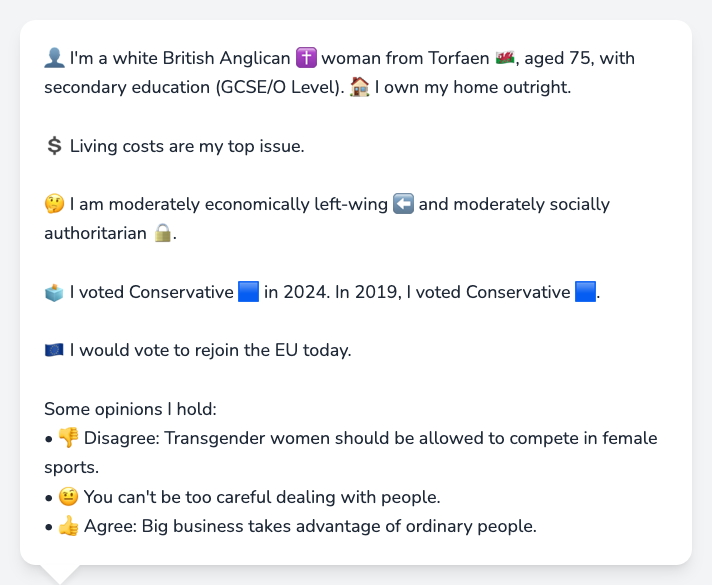 👤 I'm a white British Anglican ✝️ woman from Torfaen 🏴󠁧󠁢󠁷󠁬󠁳󠁿, aged 75, with
secondary education (GCSE/O Level). 🏠 I own my home outright.
💲 Living costs are my top issue.
🤔 I am moderately economically left-wing ⬅️ and moderately socially
authoritarian 🔒.
🗳️ I voted Conservative 🟦 in 2024. In 2019, I voted Conservative 🟦.
🇪🇺 I would vote to rejoin the EU today.
Some opinions I hold:
• 👎 Disagree: Transgender women should be allowed to compete in female
sports.
• 🤨 You can't be too careful dealing with people.
• 👍 Agree: Big business takes advantage of ordinary people.